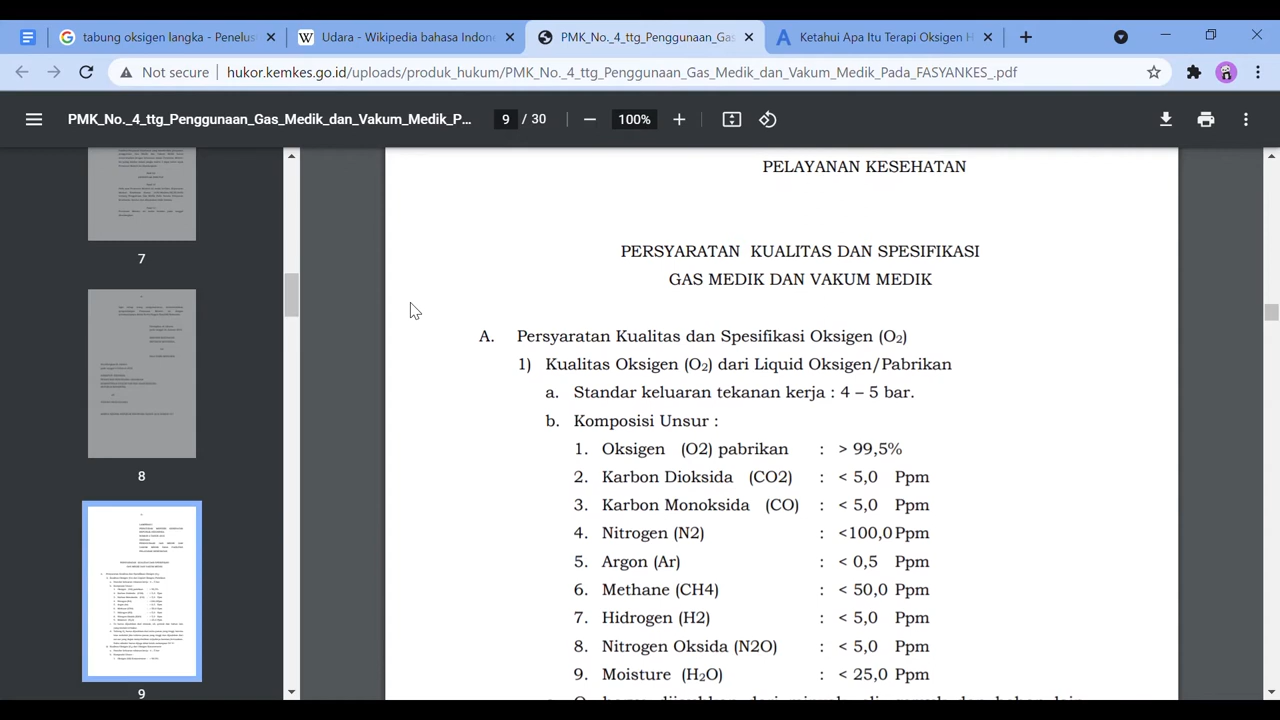 tabung oksigen langka - Penelus
Udara - Wikipedia bahasa Indone
PMK_No._4_ttg_Penggunaan_Gas
Ketahui Apa Itu Terapi Oksigen H
Not secure
hukor.kemkes.go.id/uploads/produk_hukum/PMK_No._4_ttg_Penggunaan_Gas_Medik_dan_Vakum_Medik_Pada_FASYANKES_.pdf
PMK_No._4_ttg_Penggunaan_Gas_Medik_dan_Vakum_Medik_P...
9 / 30
100%
7
8
9
PELAYANAN KESEHATAN
PERSYARATAN KUALITAS DAN SPESIFIKASI
GAS MEDIK DAN VAKUM MEDIK
A. Persyaratan Kualitas dan Spesifikasi Oksigen (O₂)
1) Kualitas Oksigen (O₂) dari Liquid Oksigen/Pabrikan
a. Standar keluaran tekanan kerja : 4 – 5 bar.
b. Komposisi Unsur :
1. Oksigen (O2) pabrikan : > 99,5%
2. Karbon Dioksida (CO2) : < 5,0 Ppm
3. Karbon Monoksida (CO) : < 5,0 Ppm
4. Nitrogen (N2) : <100,0 Ppm
5. Argon (Ar) : < 0,5 Ppm
6. Methane (CH4) : < 50,0 Ppm
7. Hidrogen (H2) : < 5,0 Ppm
8. Nitrogen Oksida (N2O) : < 5,0 Ppm
9. Moisture (H₂O) : < 25,0 Ppm